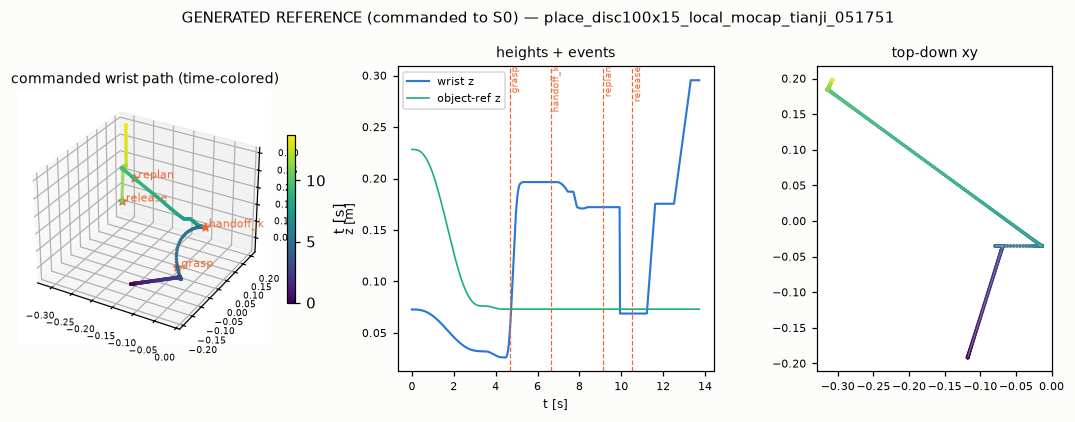 GENERATED REFERENCE (commanded to S0) — place_disc100x15_local_mocap_tianji_051751
commanded wrist path (time-colored)
replan
release
handoff_k
grasp
−0.30
−0.25
−0.20
−0.15
−0.10
−0.05
0.00
−0.20
−0.15
−0.10
−0.05
0.00
0.05
0.10
0.15
0.20
10
5
0
t [s]
z [m]
heights + events
wrist z
object-ref z
grasp
handoff_k
replan
release
0.30
0.25
0.20
0.15
0.10
0.05
0 2 4 6 8 10 12 14
t [s]
top-down xy
0.20
0.15
0.10
0.05
0.00
−0.05
−0.10
−0.15
−0.20
−0.30 −0.25 −0.20 −0.15 −0.10 −0.05 0.00